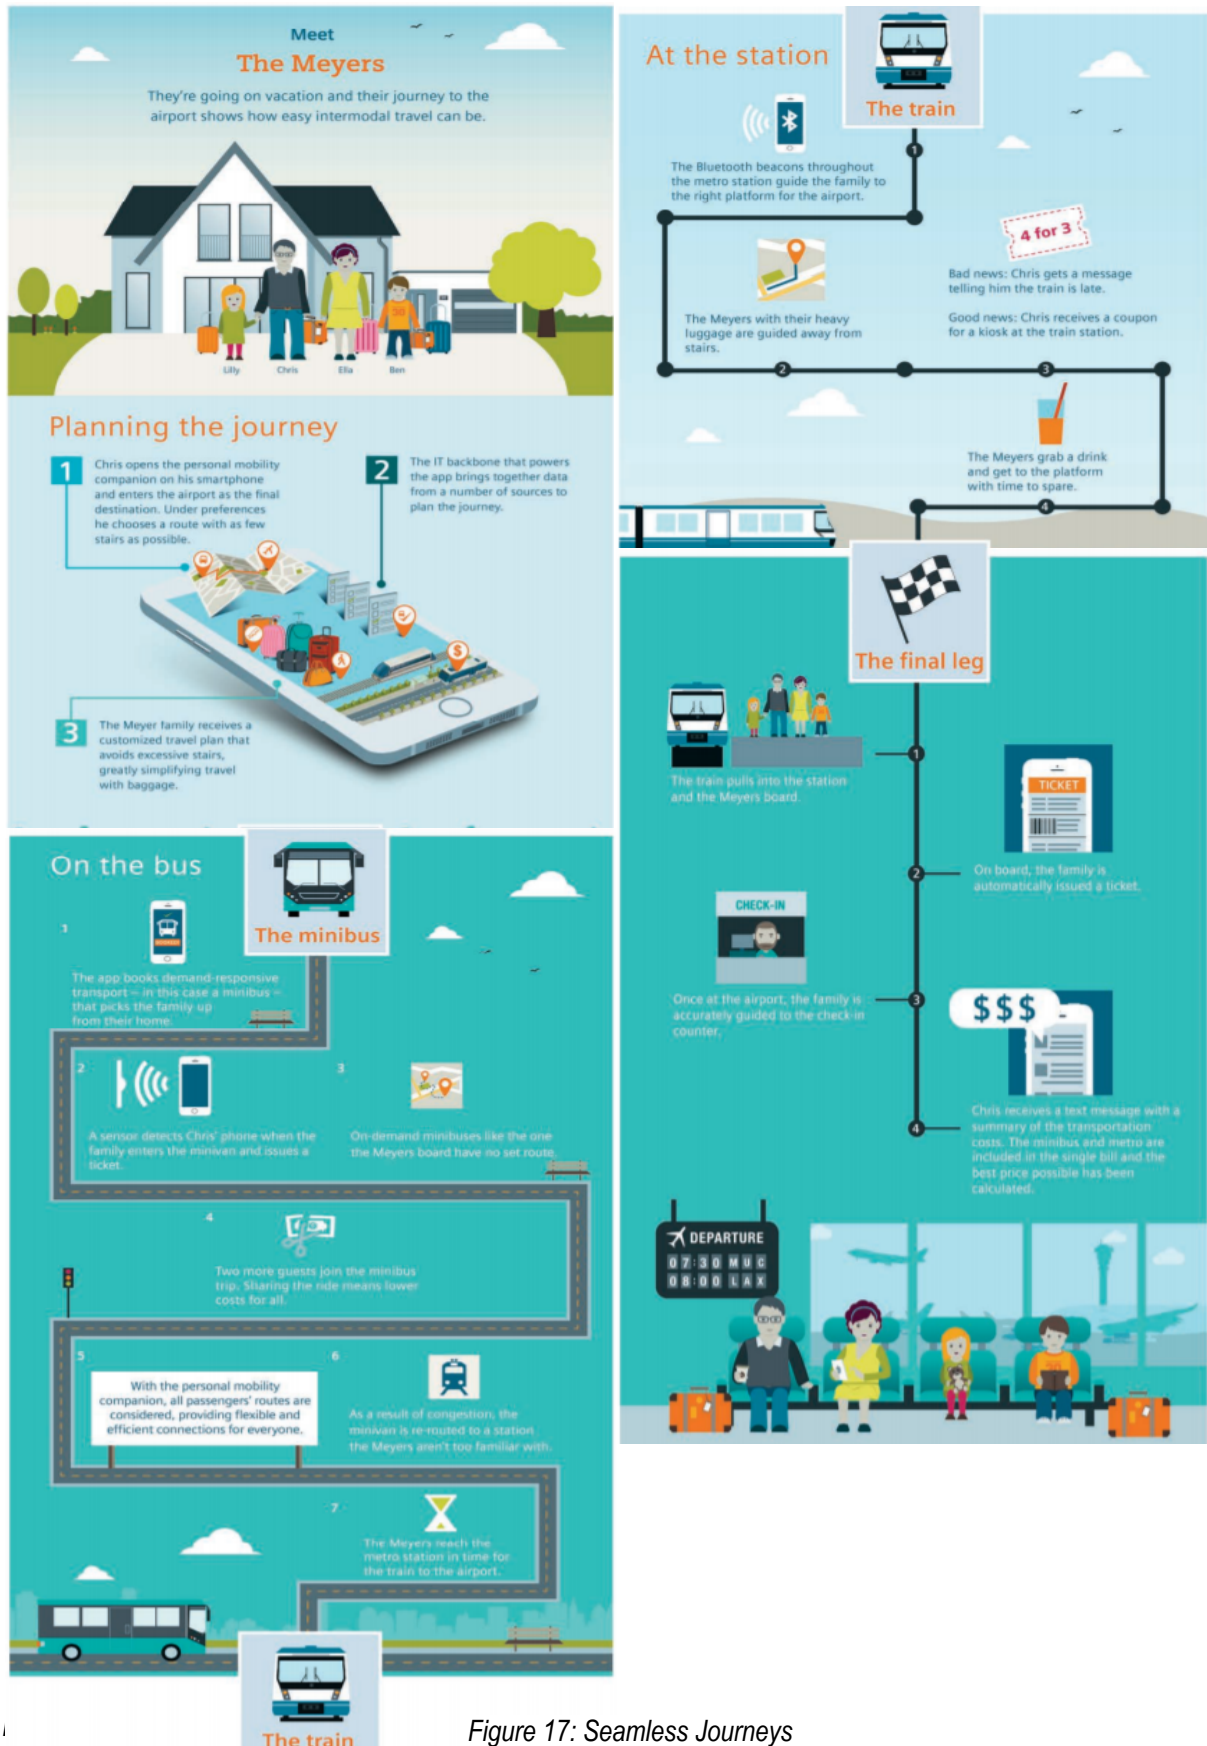 Meet
The Meyers
They're going on vacation and their journey to the
airport shows how easy intermodal travel can be.
Lilly
Chris
Ella
Ben
Planning the journey
1
Chris opens the personal mobility
companion on his smartphone
and enters the airport as the final
destination. Under preferences
he chooses a route with as few
stairs as possible.
2
The IT backbone that powers
the app brings together data
from a number of sources to
plan the journey.
$
3
The Meyer family receives a
customized travel plan that
avoids excessive stairs,
greatly simplifying travel
with baggage.
On the bus
The minibus
1
The app books demand-responsive
transport – in this case a minibus –
that picks the family up
from their home.
2
A sensor detects Chris' phone when the
family enters the minivan and issues a
ticket.
3
On-demand minibuses like the one
the Meyers board have no set route.
4
Two more guests join the minibus
trip. Sharing the ride means lower
costs for all.
5
With the personal mobility
companion, all passengers' routes are
considered, providing flexible and
efficient connections for everyone.
6
As a result of congestion, the
minivan is re-routed to a station
the Meyers aren't too familiar with.
7
The Meyers reach the
metro station in time for
the train to the airport.
The train
At the station
The train
1
The Bluetooth beacons throughout
the metro station guide the family to
the right platform for the airport.
The Meyers with their heavy
luggage are guided away from
stairs.
2
4 for 3
Bad news: Chris gets a message
telling him the train is late.
Good news: Chris receives a coupon
for a kiosk at the train station.
3
The Meyers grab a drink
and get to the platform
with time to spare.
4
The final leg
1
The train pulls into the station
and the Meyers board.
TICKET
2
On board, the family is
automatically issued a ticket.
CHECK-IN
3
Once at the airport, the family is
accurately guided to the check-in
counter.
$$$
4
Chris receives a text message with a
summary of the transportation
costs. The minibus and metro are
included in the single bill and the
best price possible has been
calculated.
DEPARTURE
07:30 MUC
08:00 LAX
Figure 17: Seamless Journeys